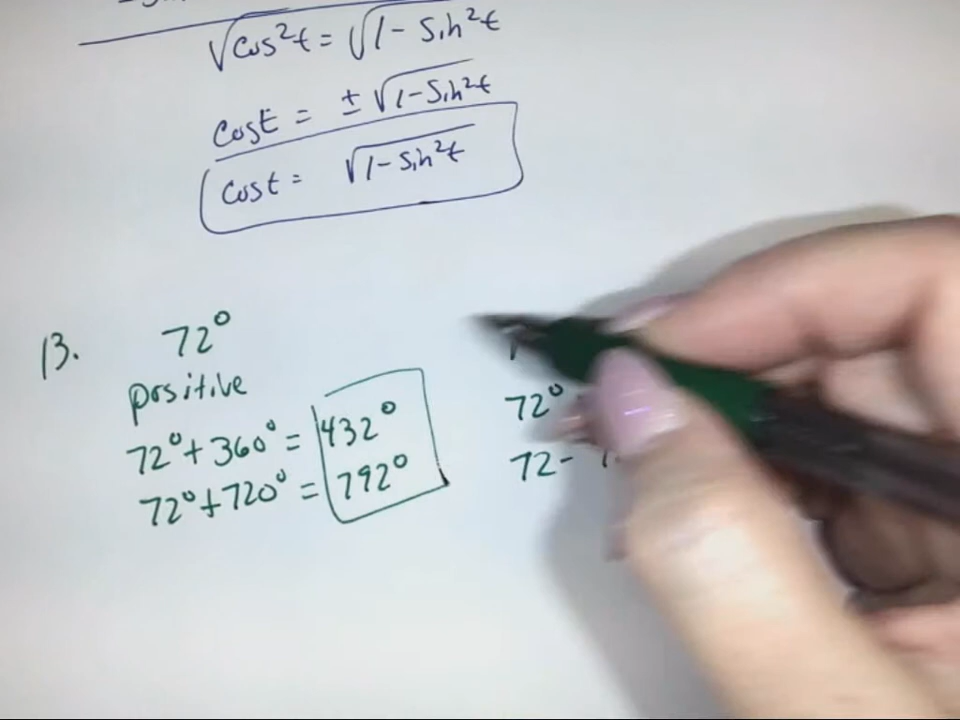 √cos²t = √1 - sin²t
cost = ± √1 - sin²t
cost = √1 - sin²t
13. 72°
positive
72° + 360° = 432°
72° + 720° = 792°
72°
72 -